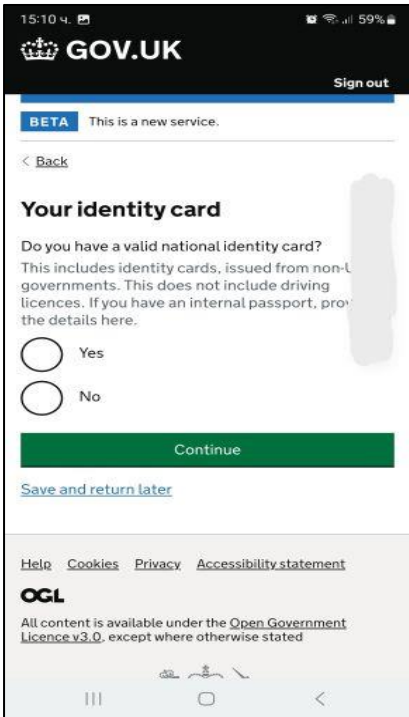 15:10 ч. 59%
GOV.UK
Sign out
BETA This is a new service.
< Back
Your identity card
Do you have a valid national identity card?
This includes identity cards, issued from non-
governments. This does not include driving
licences. If you have an internal passport,
the details here.
Yes
No
Continue
Save and return later
Help Cookies Privacy Accessibility statement
OGL
All content is available under the Open Government
Licence v3.0, except where otherwise stated